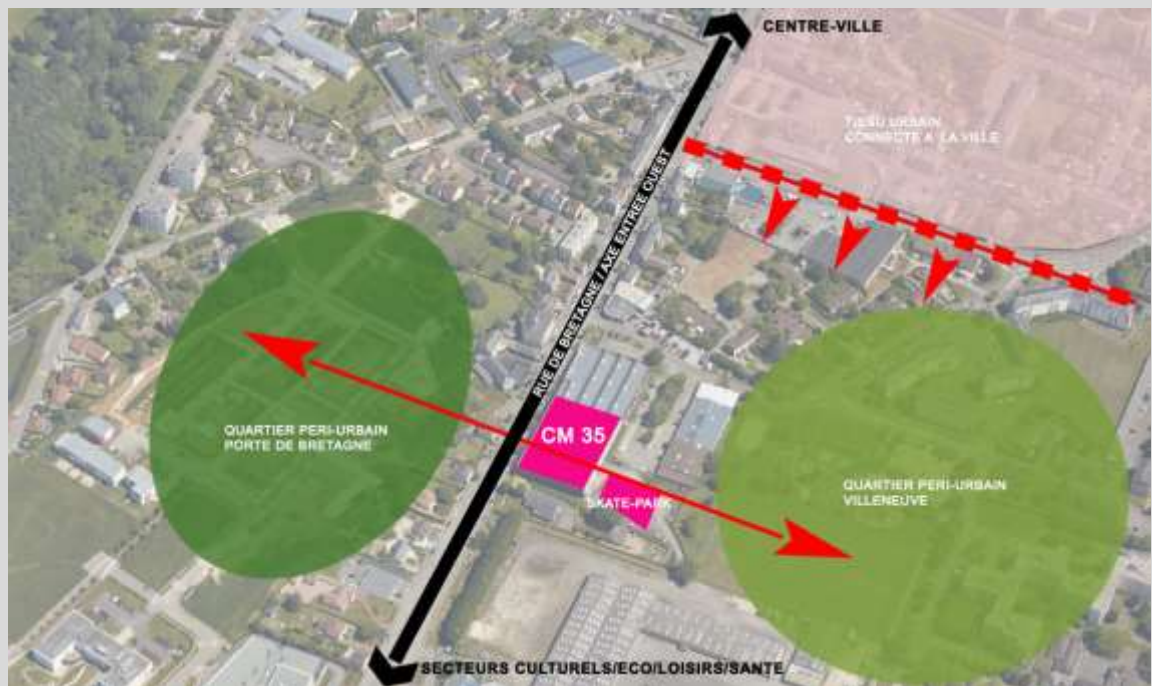 CENTRE-VILLE
TISSU URBAIN
CONNECTE A LA VILLE
RUE DE BRETAGNE / AXE ENTREE OUEST
QUARTIER PERI-URBAIN
PORTE DE BRETAGNE
CM 35
SKATE-PARK
QUARTIER PERI-URBAIN
VILLENEUVE
SECTEURS CULTURELS/ECO/LOISIRS/SANTE